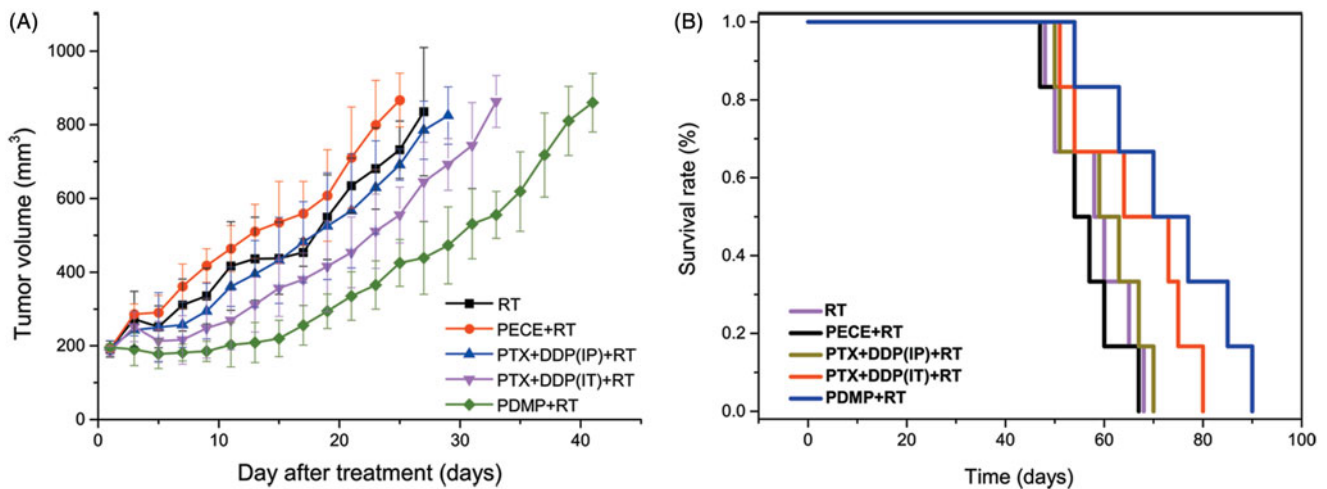 (A)
Tumor volume (mm³)
1000
800
600
400
200
0
0 10 20 30 40
Day after treatment (days)
RT
PECE+RT
PTX+DDP(IP)+RT
PTX+DDP(IT)+RT
PDMP+RT
(B)
Survival rate (%)
1.0
0.8
0.6
0.4
0.2
0.0
0 20 40 60 80 100
Time (days)
RT
PECE+RT
PTX+DDP(IP)+RT
PTX+DDP(IT)+RT
PDMP+RT